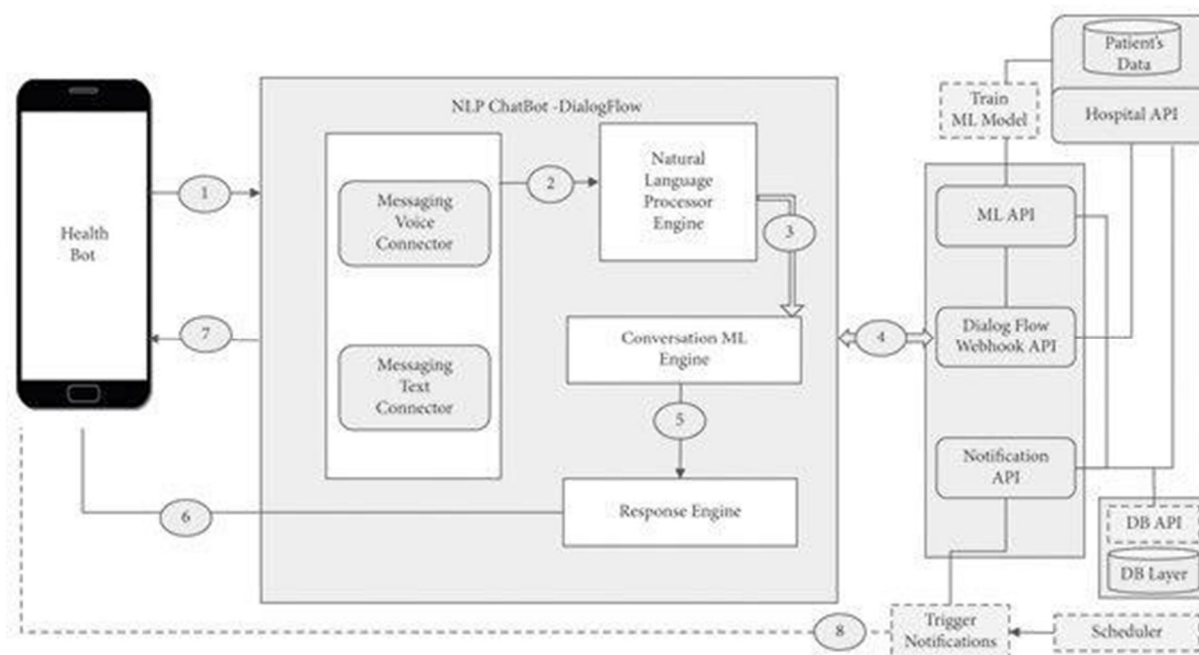 NLP ChatBot -DialogFlow
Health
Bot
1
7
6
Messaging
Voice
Connector
Messaging
Text
Connector
2
Natural
Language
Processor
Engine
3
Conversation ML
Engine
5
Response Engine
4
Patient's
Data
Hospital API
Train
ML Model
ML API
Dialog Flow
Webhook API
Notification
API
DB API
DB Layer
8
Trigger
Notifications
Scheduler